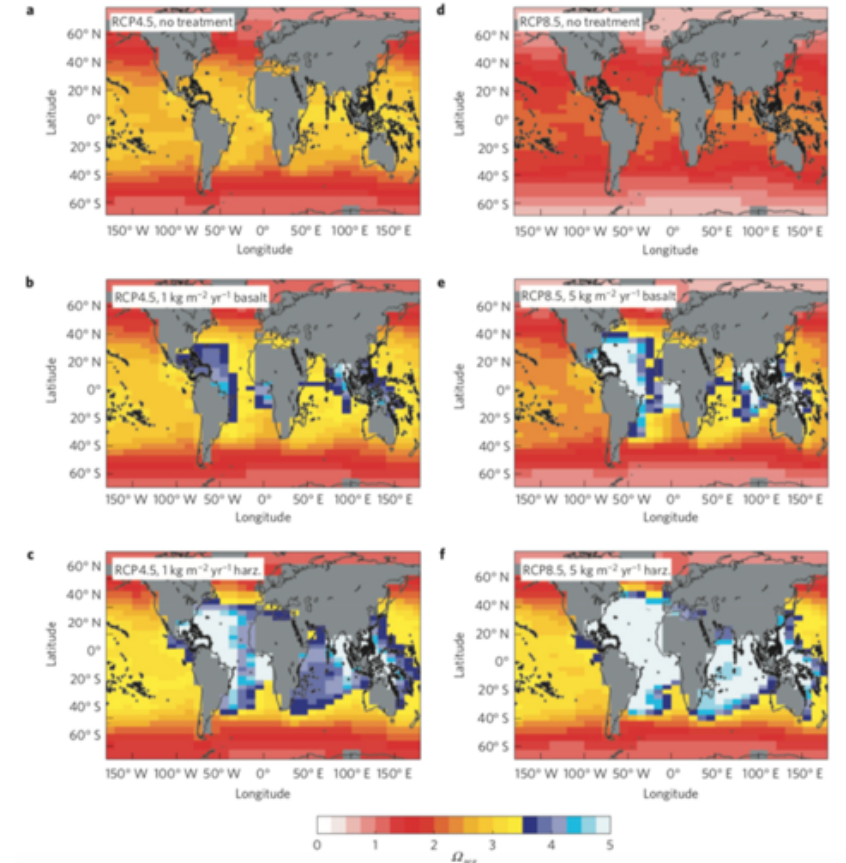 a
RCP4.5, no treatment
60° N
40° N
20° N
0°
20° S
40° S
60° S
Latitude
150° W 100° W 50° W 0° 50° E 100° E 150° E
Longitude
d
RCP8.5, no treatment
60° N
40° N
20° N
0°
20° S
40° S
60° S
Latitude
150° W 100° W 50° W 0° 50° E 100° E 150° E
Longitude
b
RCP4.5, 1 kg m⁻² yr⁻¹ basalt
60° N
40° N
20° N
0°
20° S
40° S
60° S
Latitude
150° W 100° W 50° W 0° 50° E 100° E 150° E
Longitude
e
RCP8.5, 5 kg m⁻² yr⁻¹ basalt
60° N
40° N
20° N
0°
20° S
40° S
60° S
Latitude
150° W 100° W 50° W 0° 50° E 100° E 150° E
Longitude
c
RCP4.5, 1 kg m⁻² yr⁻¹ harz.
60° N
40° N
20° N
0°
20° S
40° S
60° S
Latitude
150° W 100° W 50° W 0° 50° E 100° E 150° E
Longitude
f
RCP8.5, 5 kg m⁻² yr⁻¹ harz.
60° N
40° N
20° N
0°
20° S
40° S
60° S
Latitude
150° W 100° W 50° W 0° 50° E 100° E 150° E
Longitude
0 1 2 3 4 5
Ω